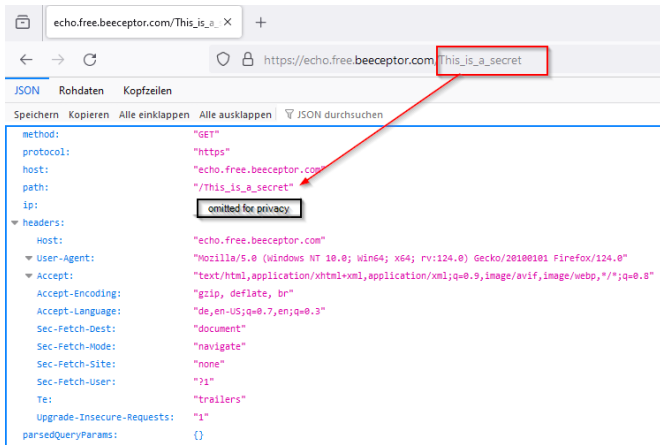 echo.free.beeceptor.com/This_is_a_s
https://echo.free.beeceptor.com/This_is_a_secret
JSON Rohdaten Kopfzeilen
Speichern Kopieren Alle einklappen Alle ausklappen JSON durchsuchen
method: "GET"
protocol: "https"
host: "echo.free.beeceptor.com"
path: "/This_is_a_secret"
ip: omitted for privacy
headers:
Host: "echo.free.beeceptor.com"
User-Agent: "Mozilla/5.0 (Windows NT 10.0; Win64; x64; rv:124.0) Gecko/20100101 Firefox/124.0"
Accept: "text/html,application/xhtml+xml,application/xml;q=0.9,image/avif,image/webp,*/*;q=0.8"
Accept-Encoding: "gzip, deflate, br"
Accept-Language: "de,en-US;q=0.7,en;q=0.3"
Sec-Fetch-Dest: "document"
Sec-Fetch-Mode: "navigate"
Sec-Fetch-Site: "none"
Sec-Fetch-User: "?1"
Te: "trailers"
Upgrade-Insecure-Requests: "1"
parsedQueryParams: {}